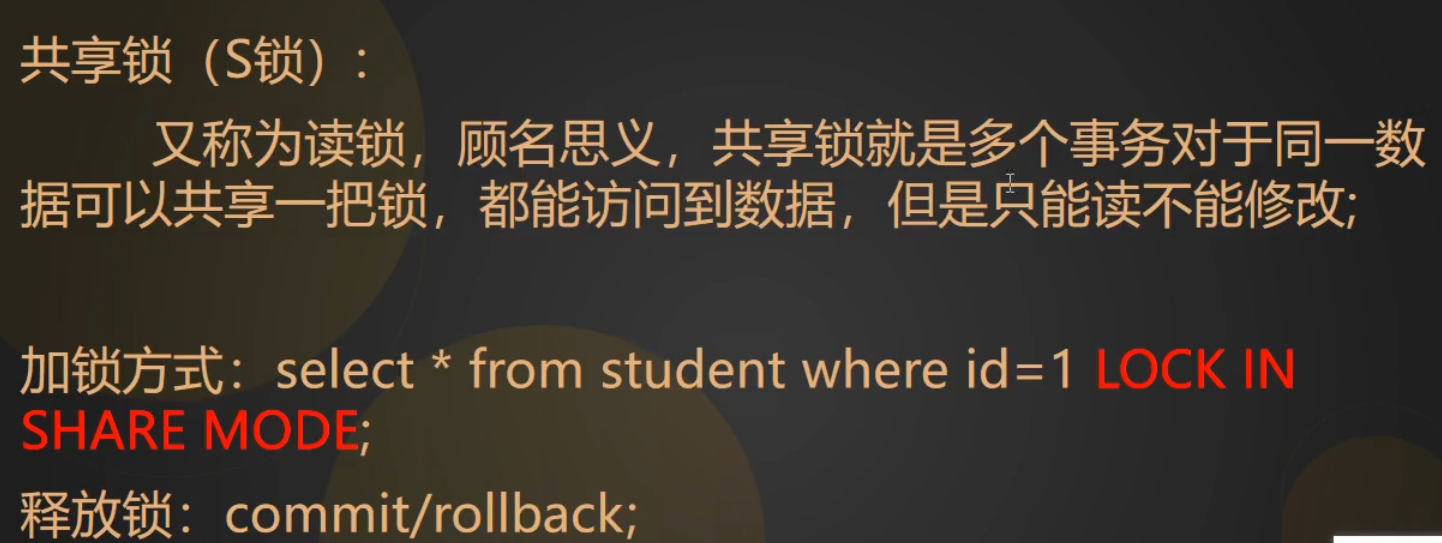 共享锁（S锁）:
又称为读锁，顾名思义，共享锁就是多个事务对于同一数
据可以共享一把锁，都能访问到数据，但是只能读不能修改;
加锁方式：select * from student where id=1 LOCK IN
SHARE MODE;
释放锁：commit/rollback;